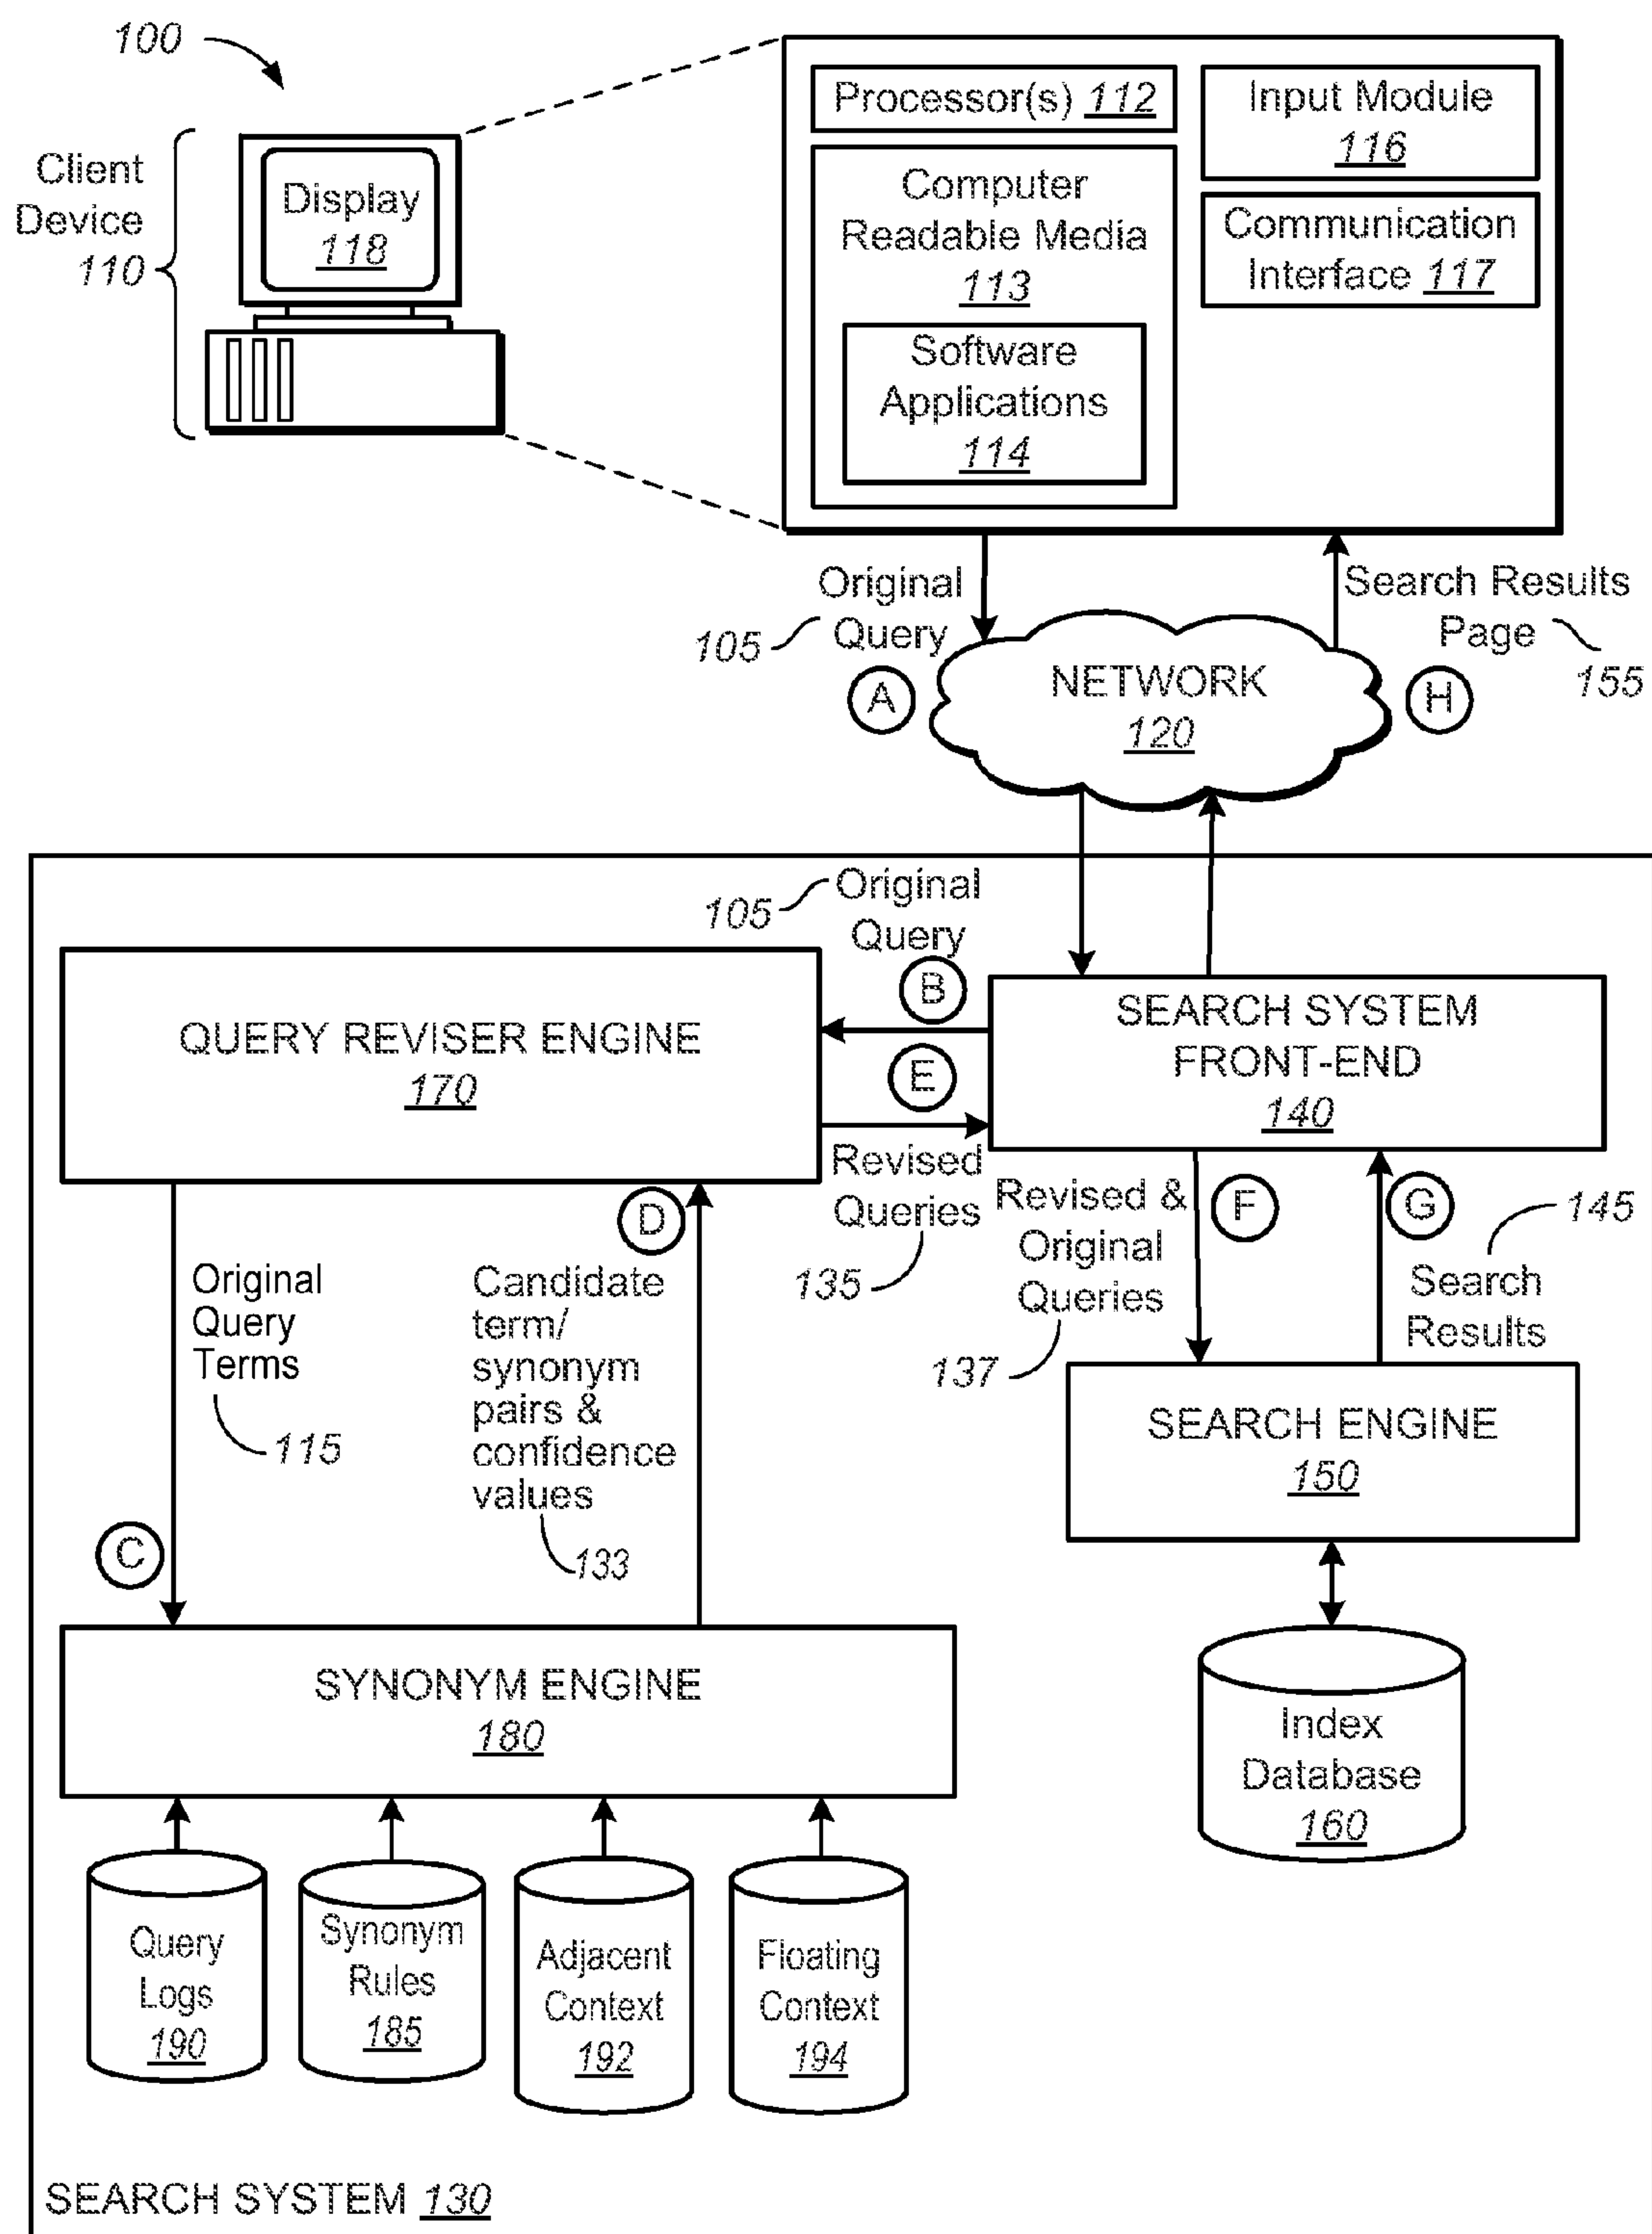 100
Client
Device
110
Display
118
Processor(s) 112
Computer
Readable Media
113
Software
Applications
114
Input Module
116
Communication
Interface 117
Original
Query
105
A
Search Results
Page
155
H
NETWORK
120
105
Original
Query
B
QUERY REVISER ENGINE
170
SEARCH SYSTEM
FRONT-END
140
E
Revised
Queries
135
D
Revised &
Original
Queries
137
F
G
145
Search
Results
Original
Query
Terms
115
C
Candidate
term/
synonym
pairs &
confidence
values
133
SEARCH ENGINE
150
SYNONYM ENGINE
180
Index
Database
160
Query
Logs
190
Synonym
Rules
185
Adjacent
Context
192
Floating
Context
194
SEARCH SYSTEM 130